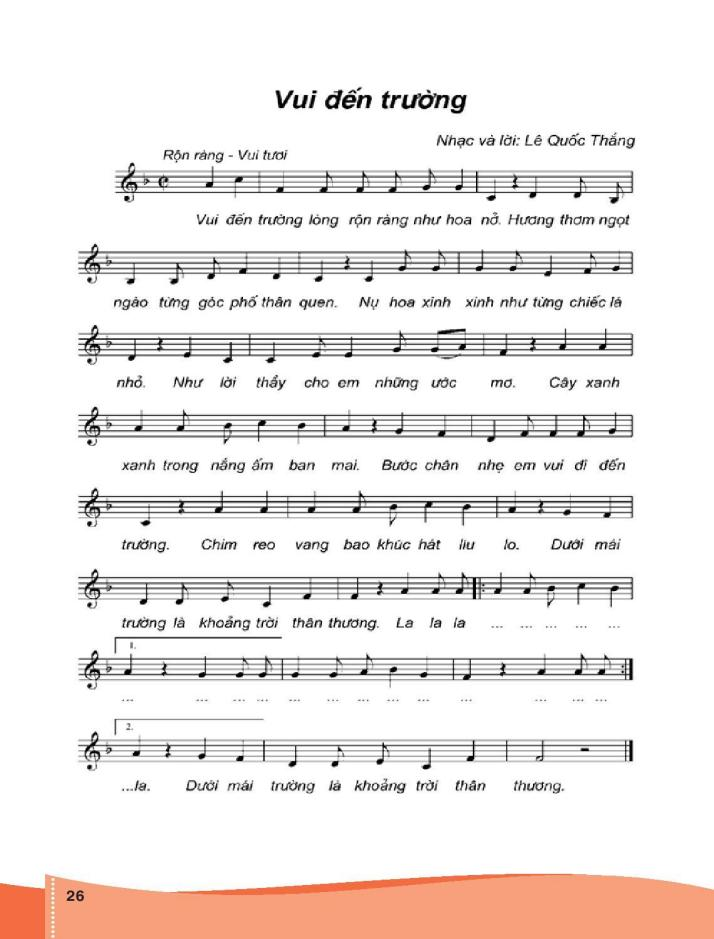 Vui đến trường
Nhạc và lời: Lê Quốc Thắng
Rộn ràng - Vui tươi
Vui đến trường lòng rộn ràng như hoa nở. Hương thơm ngọt
ngào từng góc phố thân quen. Nụ hoa xinh xinh như từng chiếc lá
nhỏ. Như lời thầy cho em những ước mơ. Cây xanh
xanh trong nắng ấm ban mai. Bước chân nhẹ em vui đi đến
trường. Chim reo vang bao khúc hát líu lo. Dưới mái
trường là khoảng trời thân thương. La la la ... ... ... ... ...
1.
... ... ... ... ... ... ... ... ... ... ... ... ...
2.
...la. Dưới mái trường là khoảng trời thân thương.
26